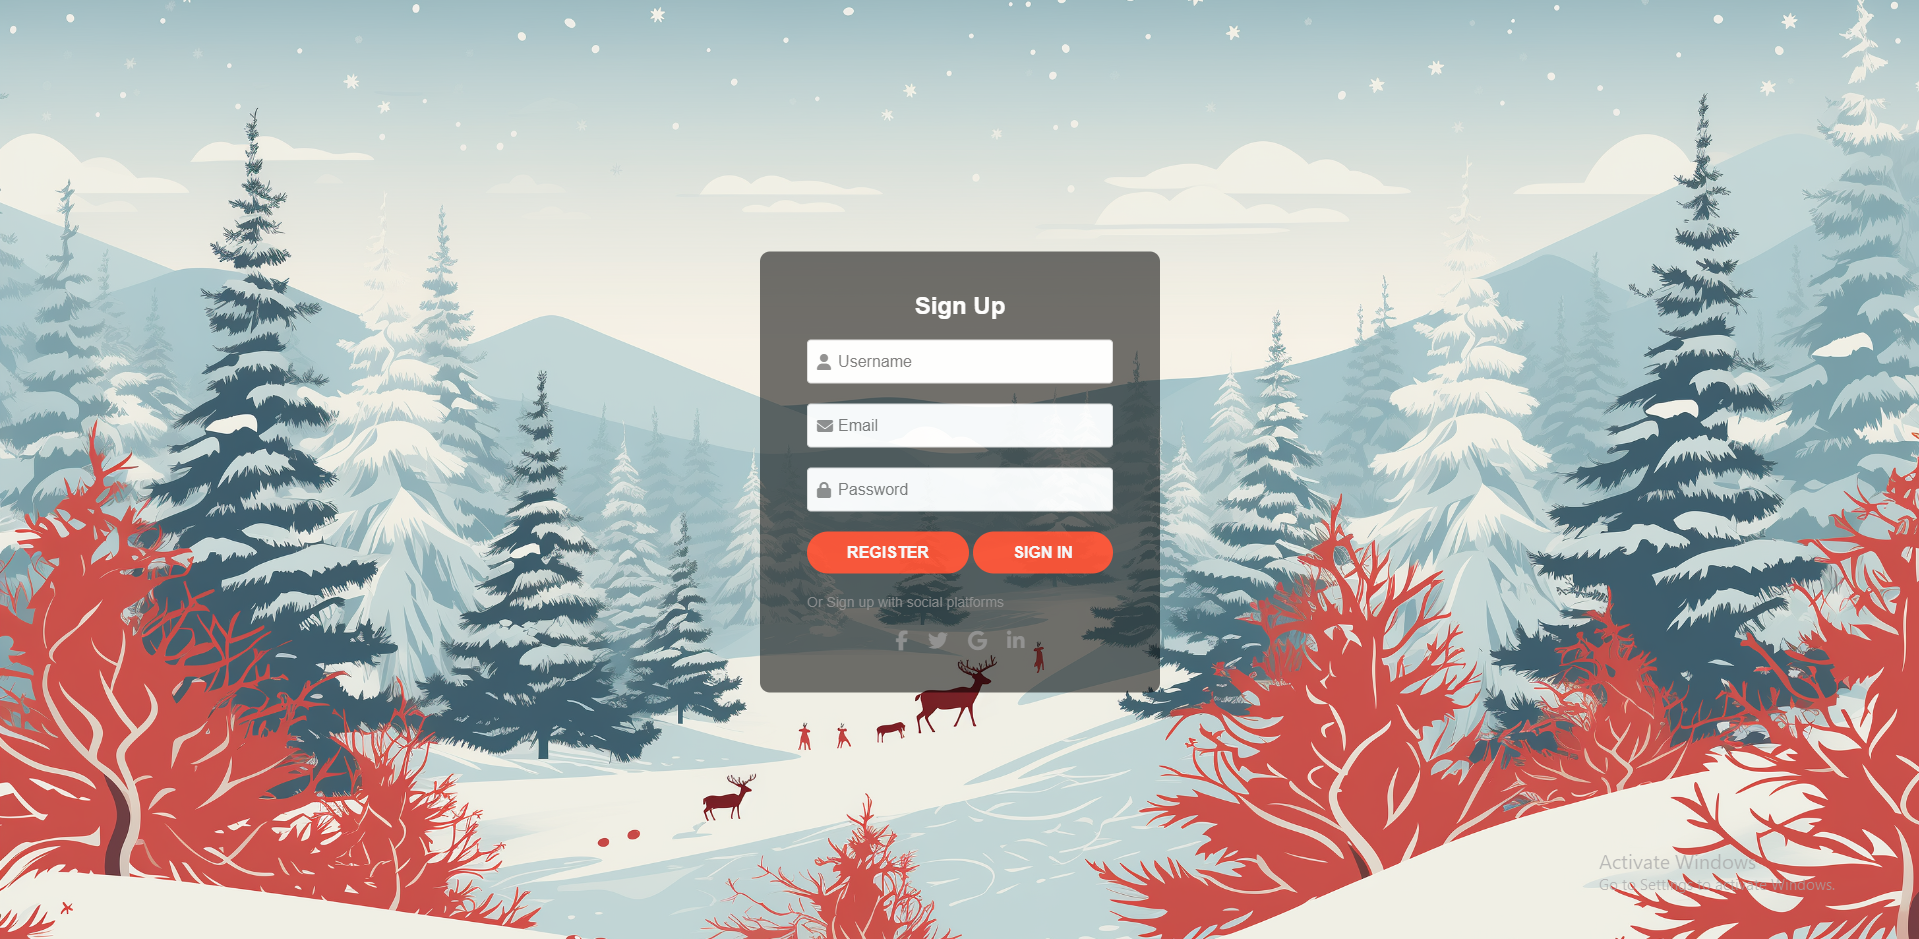 Sign Up
Username
Email
Password
REGISTER SIGN IN
Or Sign up with social platforms
Activate Windows
Go to Settings to activate Windows.